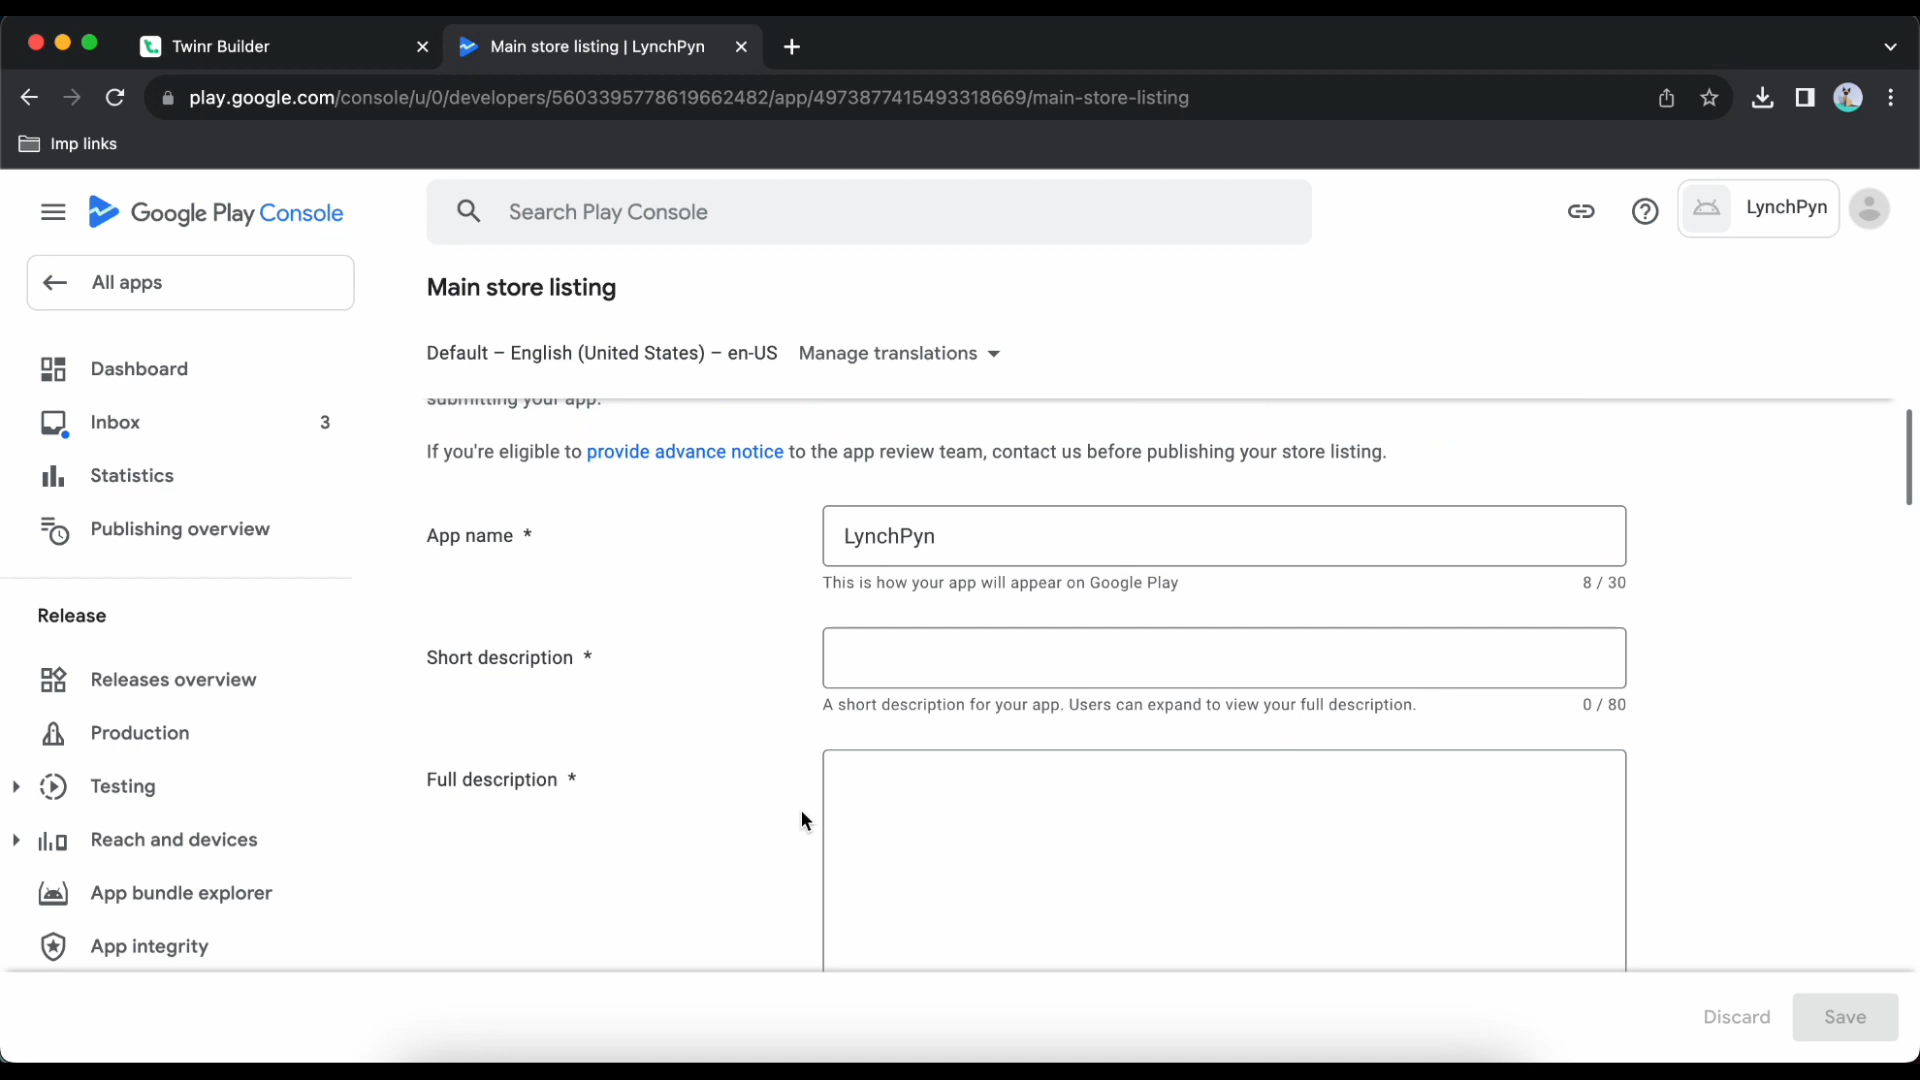 Twinr Builder
Main store listing | LynchPyn
play.google.com/console/u/0/developers/5603395778619662482/app/4973877415493318669/main-store-listing
Imp links
Google Play Console
Search Play Console
LynchPyn
All apps
Main store listing
Default – English (United States) – en-US Manage translations
Dashboard
Inbox 3
Statistics
Publishing overview
Release
Releases overview
Production
Testing
Reach and devices
App bundle explorer
App integrity
submitting your app.
If you're eligible to provide advance notice to the app review team, contact us before publishing your store listing.
App name *
LynchPyn
This is how your app will appear on Google Play 8 / 30
Short description *
A short description for your app. Users can expand to view your full description. 0 / 80
Full description *
Discard Save